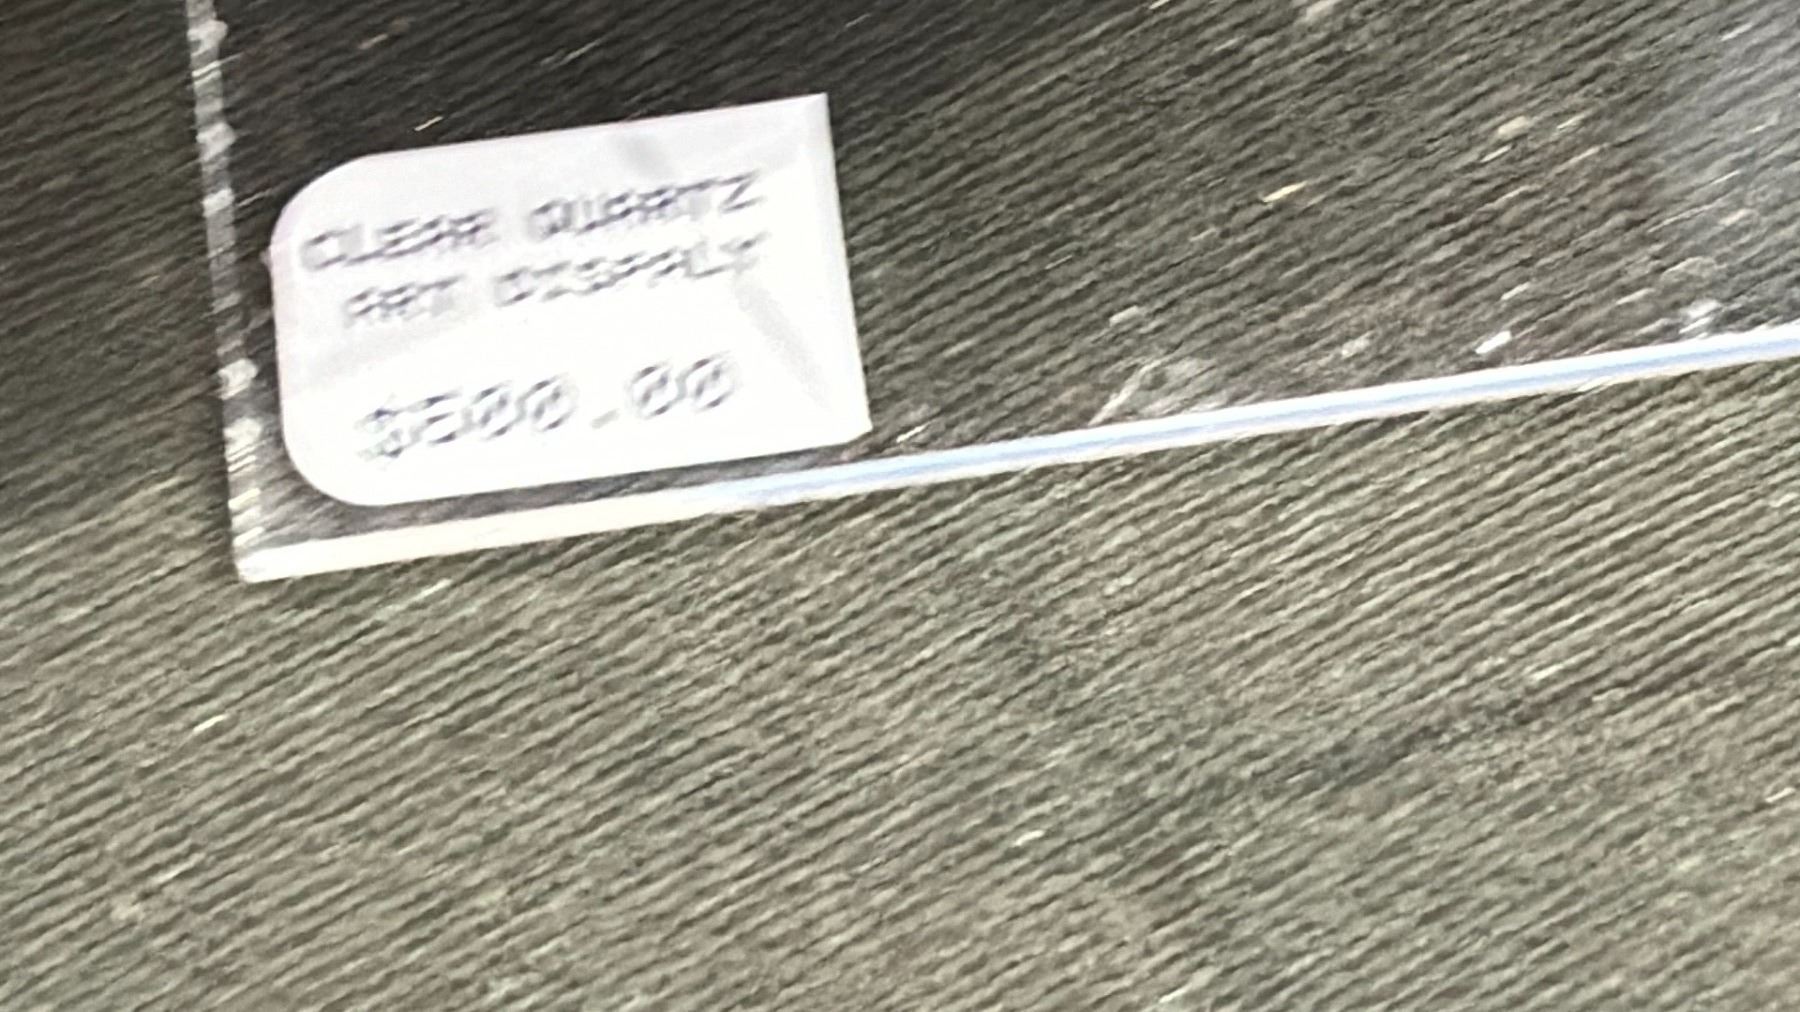 CLEAR QUARTZ
ART DISPALY
$500.00